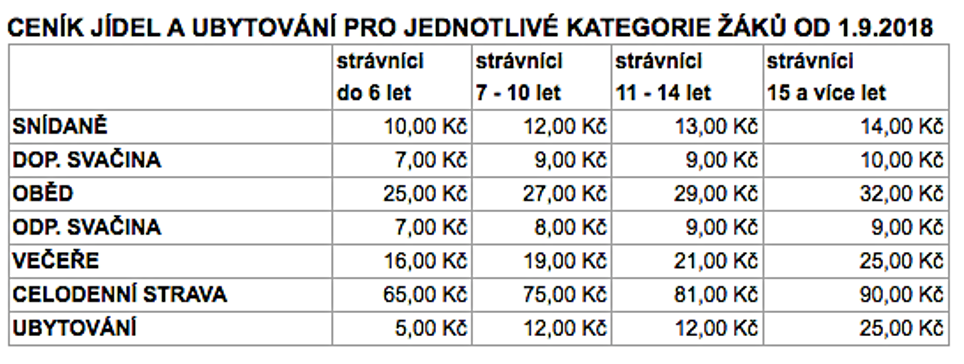 CENÍK JÍDEL A UBYTOVÁNÍ PRO JEDNOTLIVÉ KATEGORIE ŽÁKŮ OD 1.9.2018
strávníci do 6 let strávníci 7 - 10 let strávníci 11 - 14 let strávníci 15 a více let
SNÍDANĚ 10,00 Kč 12,00 Kč 13,00 Kč 14,00 Kč
DOP. SVAČINA 7,00 Kč 9,00 Kč 9,00 Kč 10,00 Kč
OBĚD 25,00 Kč 27,00 Kč 29,00 Kč 32,00 Kč
ODP. SVAČINA 7,00 Kč 8,00 Kč 9,00 Kč 9,00 Kč
VEČEŘE 16,00 Kč 19,00 Kč 21,00 Kč 25,00 Kč
CELODENNÍ STRAVA 65,00 Kč 75,00 Kč 81,00 Kč 90,00 Kč
UBYTOVÁNÍ 5,00 Kč 12,00 Kč 12,00 Kč 25,00 Kč